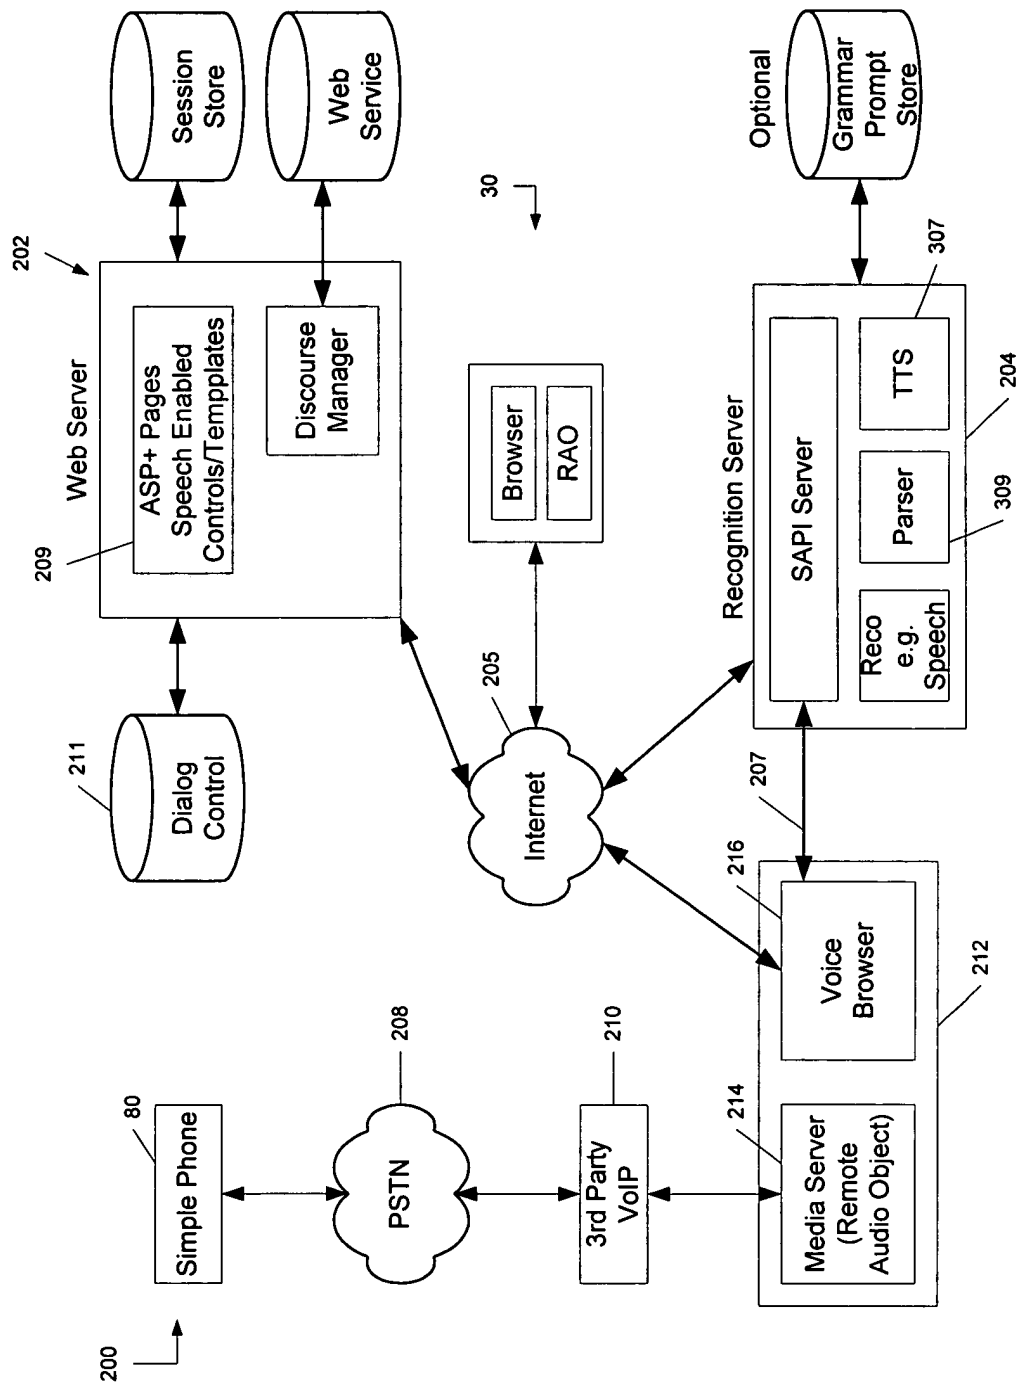 200
80
Simple Phone
208
PSTN
210
3rd Party
VoIP
214
Media Server
(Remote
Audio Object)
212
216
Voice
Browser
207
211
Dialog
Control
205
Internet
Web Server
202
209
ASP+ Pages
Speech Enabled
Controls/Tempplates
Discourse
Manager
Session
Store
Web
Service
30
Browser
RAO
Recognition Server
SAPI Server
Reco
e.g.
Speech
Parser
309
TTS
307
204
Optional
Grammar
Prompt
Store